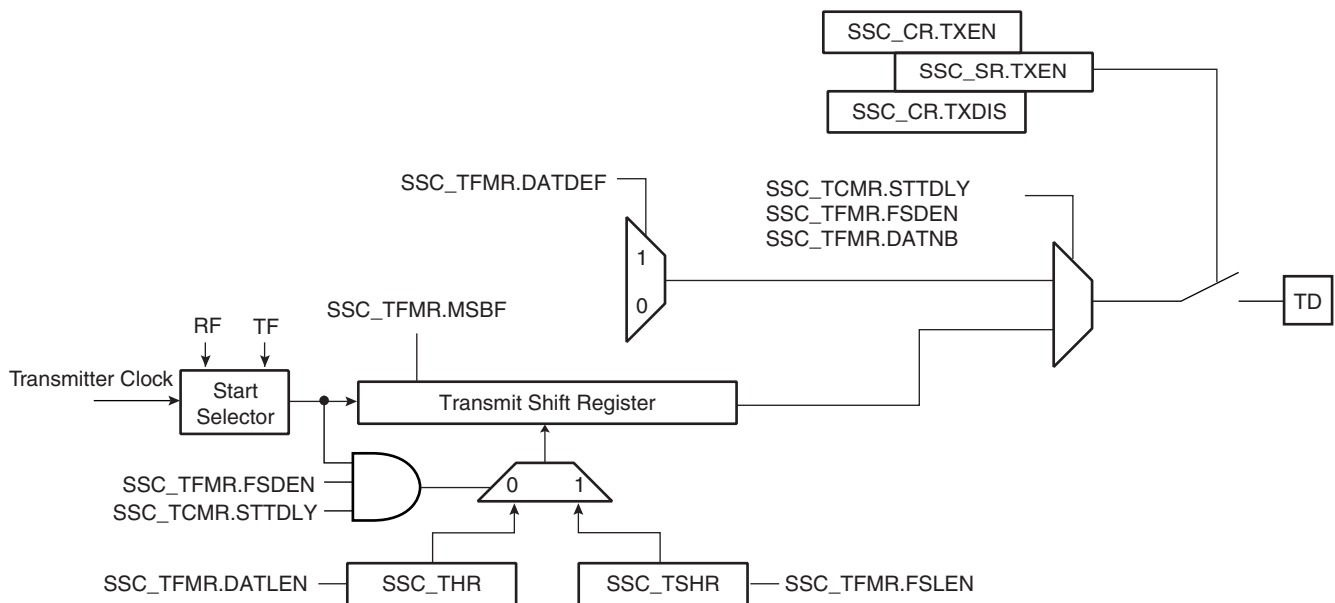 SSC_CR.TXEN
SSC_SR.TXEN
SSC_CR.TXDIS
SSC_TFMR.DATDEF
SSC_TCMR.STTDLY
SSC_TFMR.FSDEN
SSC_TFMR.DATNB
1
0
TD
SSC_TFMR.MSBF
RF TF
Transmitter Clock
Start
Selector
Transmit Shift Register
SSC_TFMR.FSDEN
SSC_TCMR.STTDLY
0 1
SSC_TFMR.DATLEN
SSC_THR
SSC_TSHR
SSC_TFMR.FSLEN